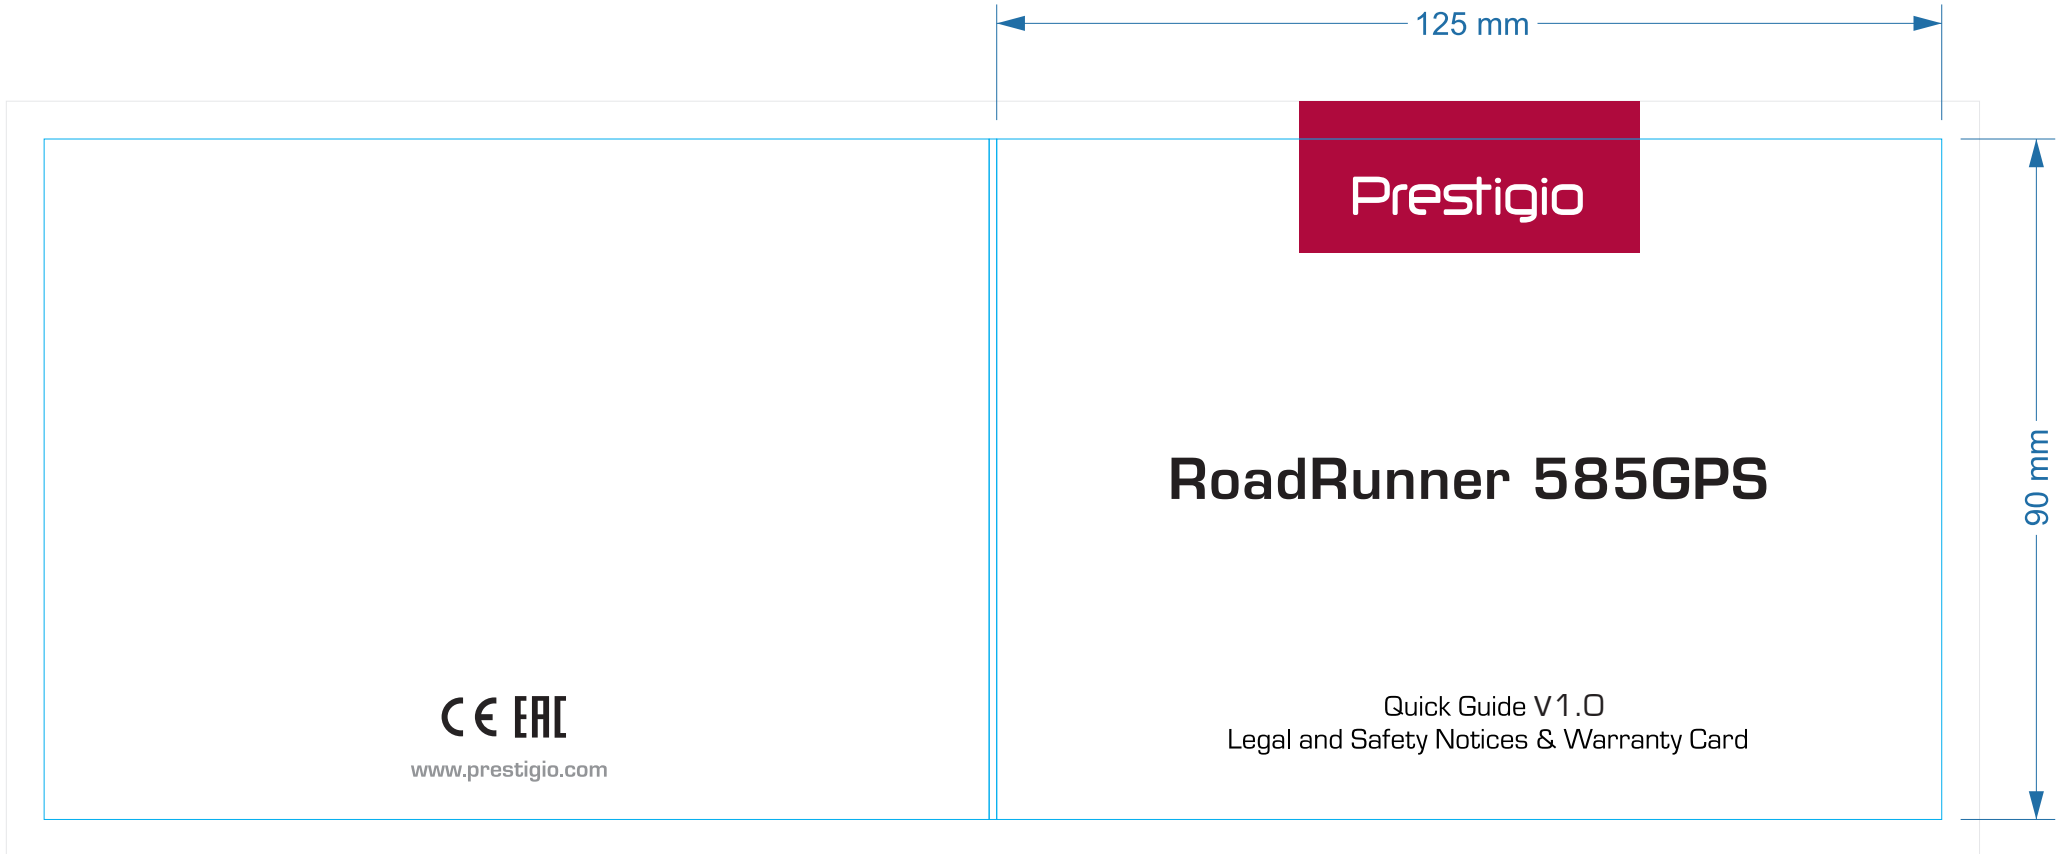 125 mm
Prestigio
RoadRunner 585GPS
90 mm
Quick Guide V1.0
Legal and Safety Notices & Warranty Card
CE EAC
www.prestigio.com